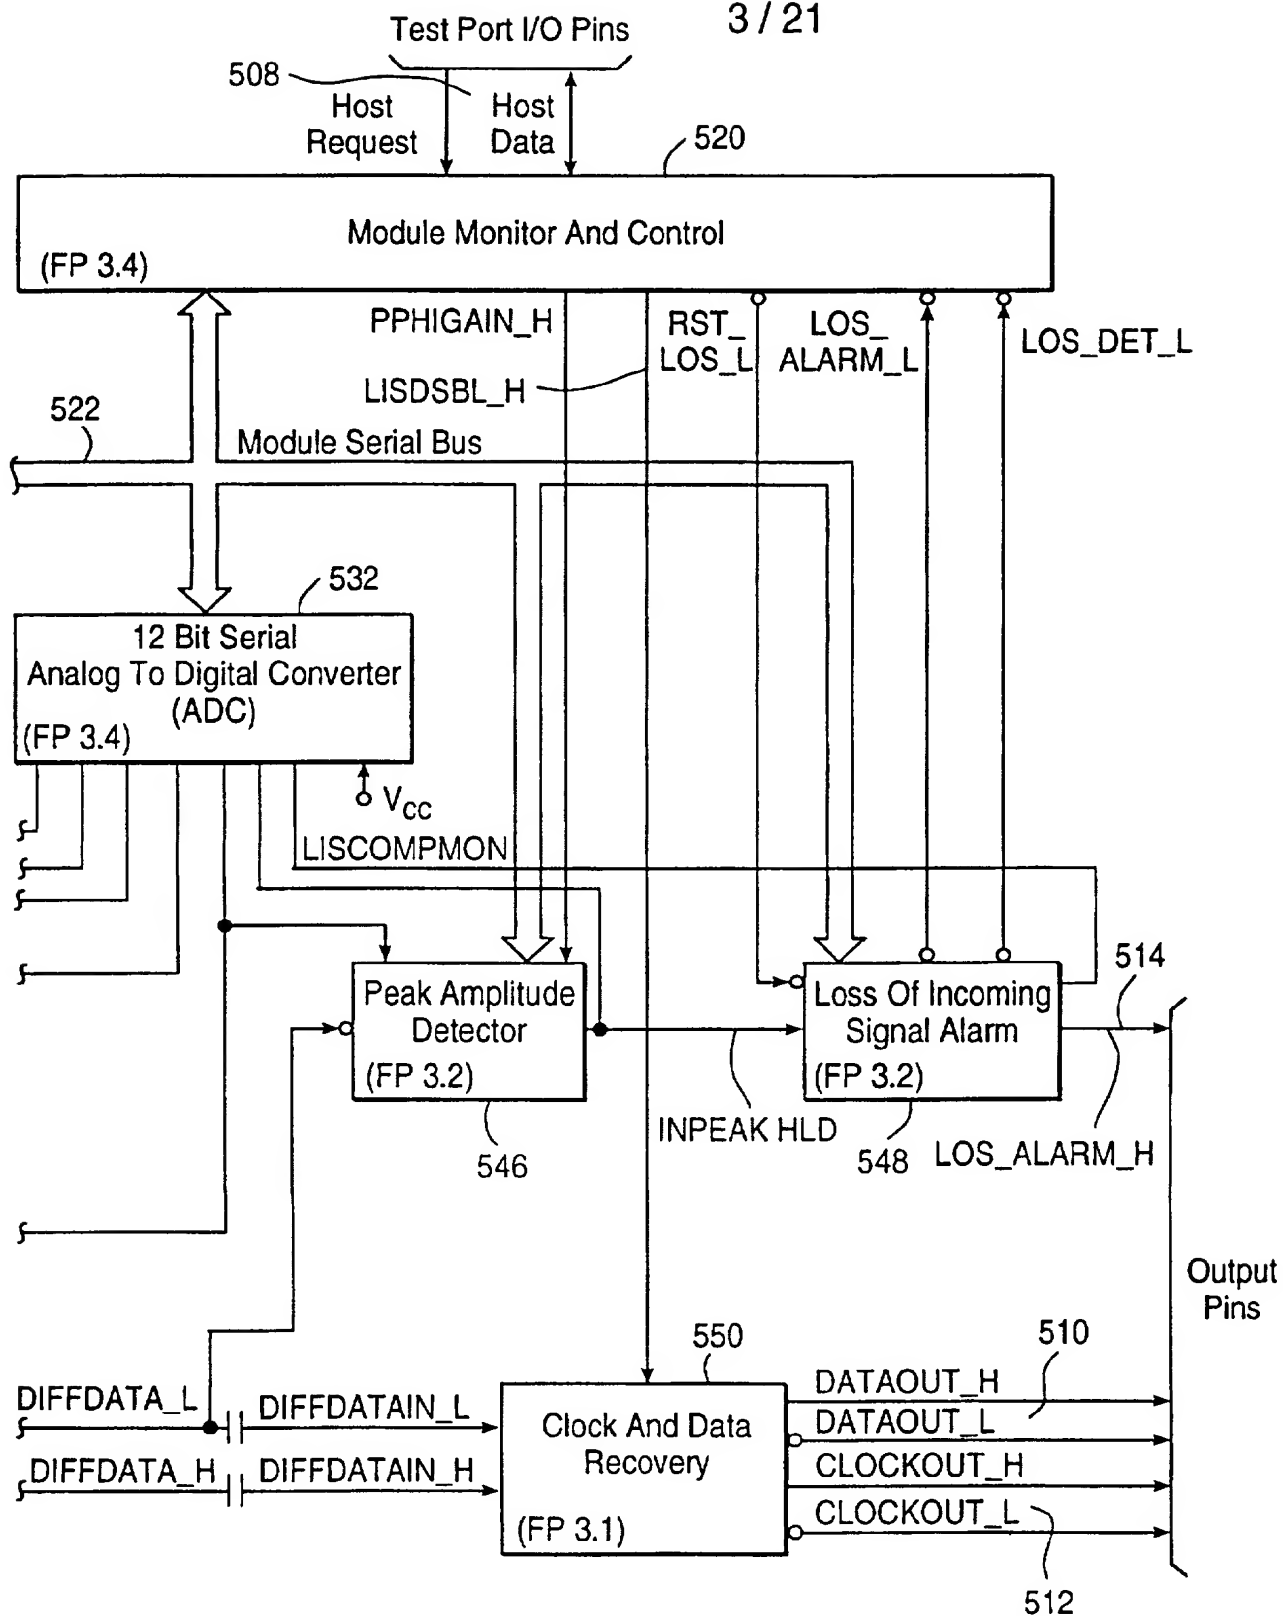 3 / 21
Test Port I/O Pins
508
Host
Request
Host
Data
520
Module Monitor And Control
(FP 3.4)
PPHIGAIN_H
LISDSBL_H
RST_
LOS_L
LOS_
ALARM_L
LOS_DET_L
522
Module Serial Bus
532
12 Bit Serial
Analog To Digital Converter
(ADC)
(FP 3.4)
VCC
LISCOMPMON
Peak Amplitude
Detector
(FP 3.2)
546
INPEAK HLD
Loss Of Incoming
Signal Alarm
(FP 3.2)
548
514
LOS_ALARM_H
Output
Pins
550
510
DIFFDATA_L
DIFFDATAIN_L
DIFFDATA_H
DIFFDATAIN_H
Clock And Data
Recovery
(FP 3.1)
DATAOUT_H
DATAOUT_L
CLOCKOUT_H
CLOCKOUT_L
512